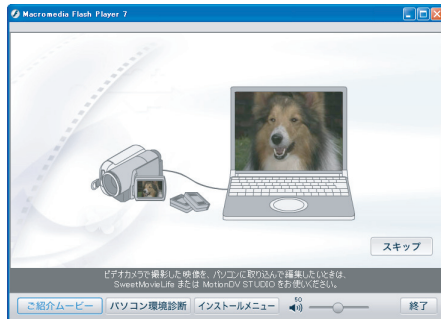 Macromedia Flash Player 7
スキップ
ビデオカメラで撮影した映像を、パソコンに取り込んで編集したいときは、
SweetMovieLife または MotionDV STUDIO をお使いください。
ご紹介ムービー パソコン環境診断 インストールメニュー 50 終了